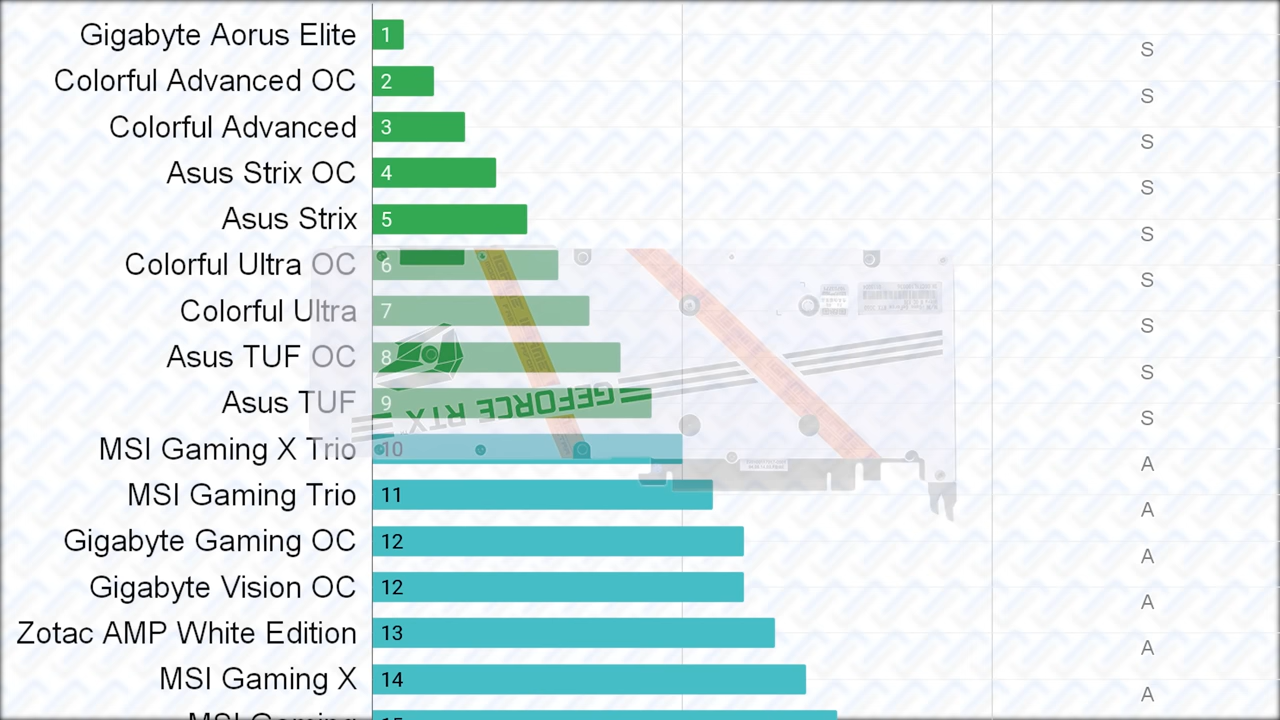 Gigabyte Aorus Elite 1 S
Colorful Advanced OC 2 S
Colorful Advanced 3 S
Asus Strix OC 4 S
Asus Strix 5 S
Colorful Ultra OC 6 S
Colorful Ultra 7 S
Asus TUF OC 8 S
Asus TUF 9 S
GEFORCE RTX
MSI Gaming X Trio 10 A
MSI Gaming Trio 11 A
Gigabyte Gaming OC 12 A
Gigabyte Vision OC 12 A
Zotac AMP White Edition 13 A
MSI Gaming X 14 A
MSI Gaming 15